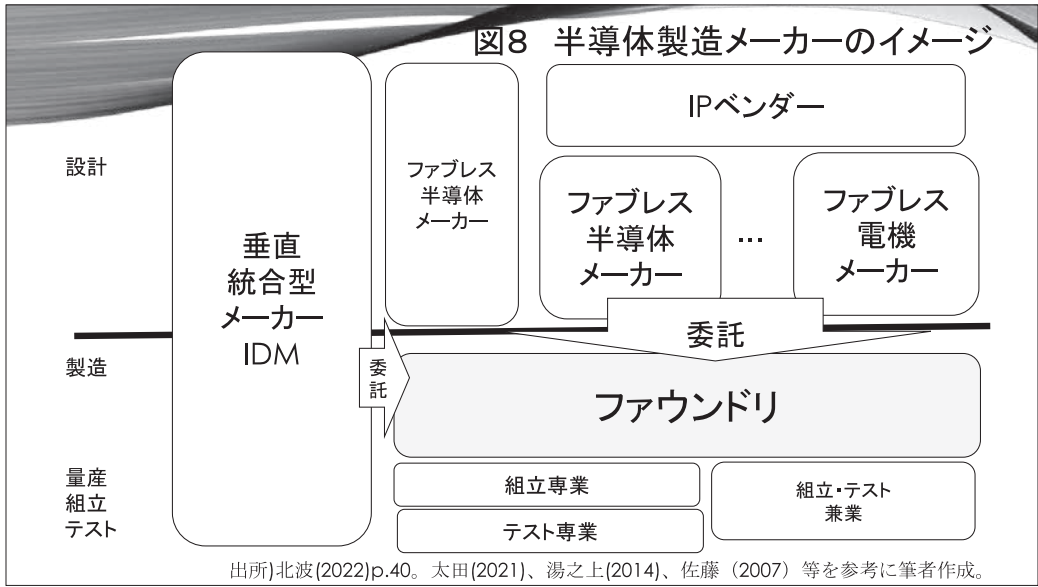 図8 半導体製造メーカーのイメージ
設計
垂直
統合型
メーカー
IDM
ファブレス
半導体
メーカー
IPベンダー
ファブレス
半導体
メーカー
…
ファブレス
電機
メーカー
委託
製造
委
託
ファウンドリ
量産
組立
テスト
組立専業
テスト専業
組立・テスト
兼業
出所)北波(2022)p.40。太田(2021)、湯之上(2014)、佐藤（2007）等を参考に筆者作成。